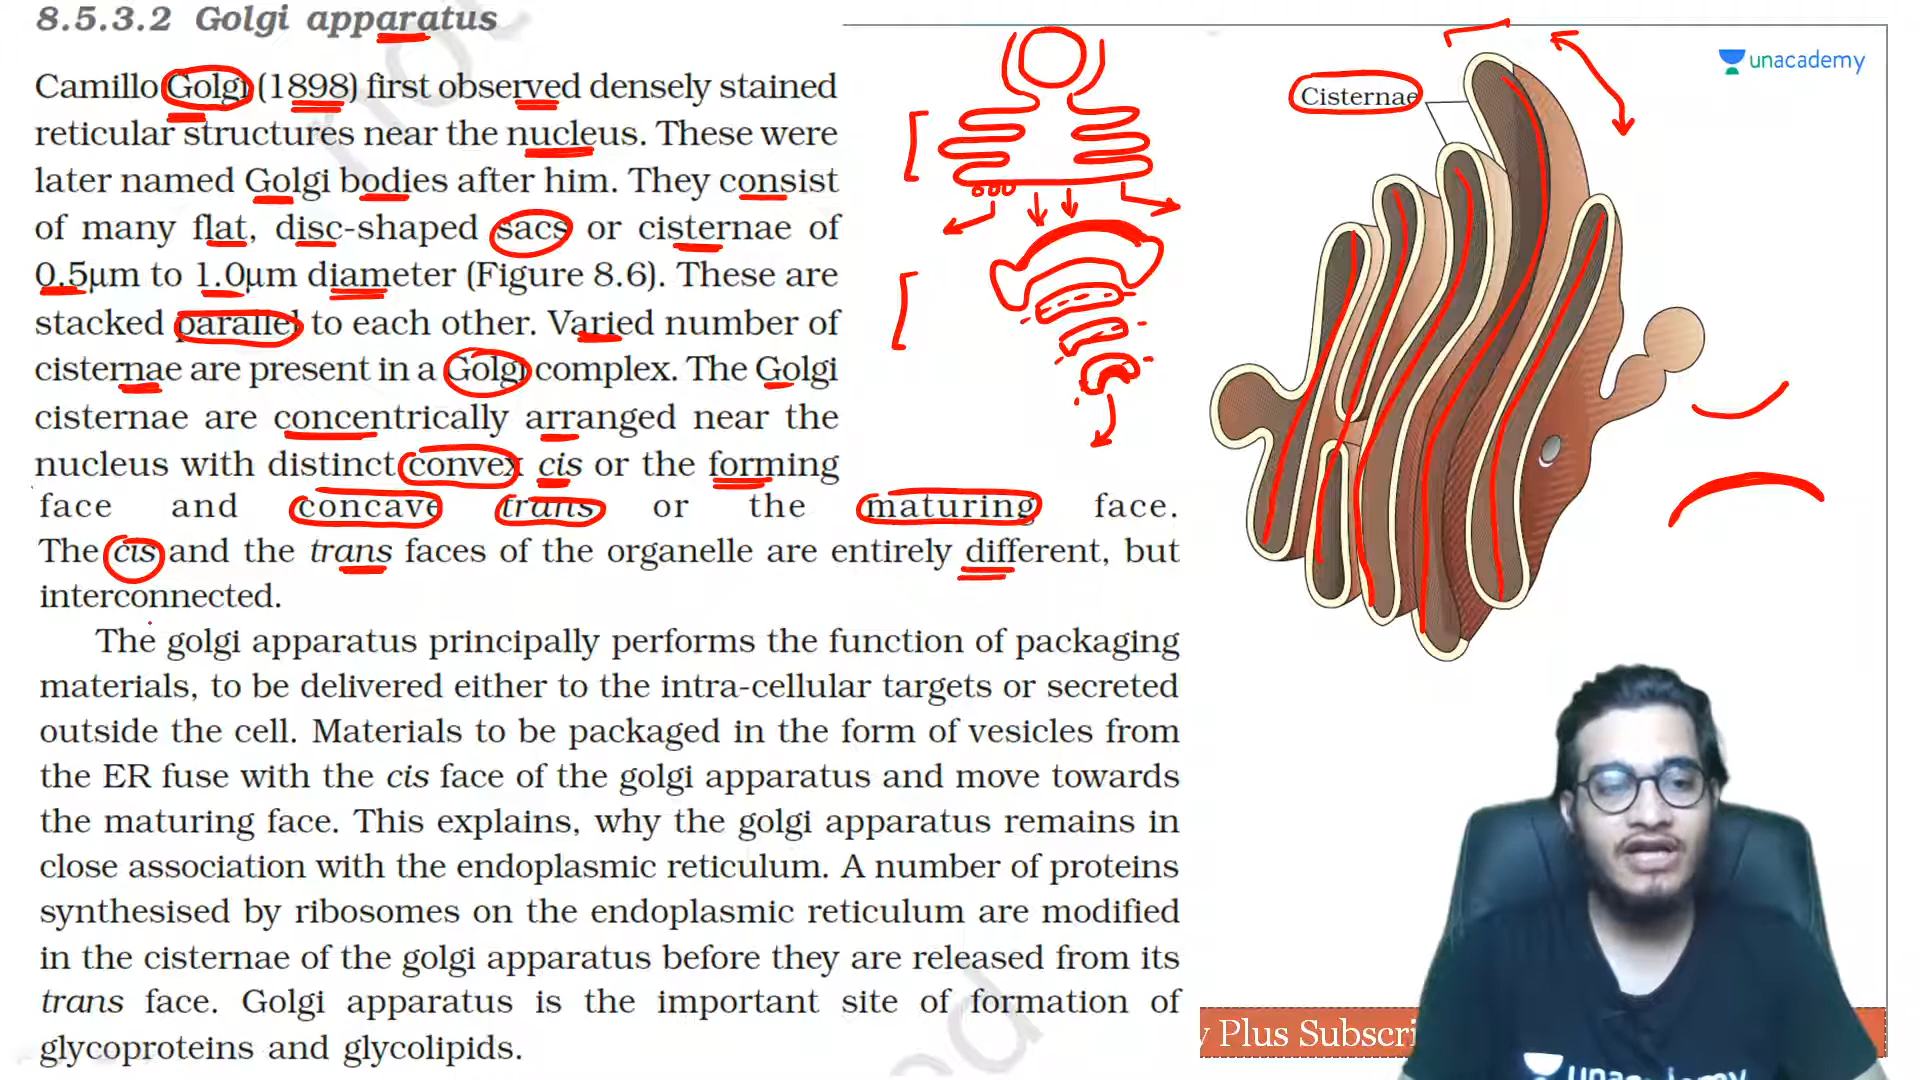 8.5.3.2 Golgi apparatus
Camillo Golgi (1898) first observed densely stained
reticular structures near the nucleus. These were
later named Golgi bodies after him. They consist
of many flat, disc-shaped sacs or cisternae of
0.5µm to 1.0µm diameter (Figure 8.6). These are
stacked parallel to each other. Varied number of
cisternae are present in a Golgi complex. The Golgi
cisternae are concentrically arranged near the
nucleus with distinct convex cis or the forming
face and concave trans or the maturing face.
The cis and the trans faces of the organelle are entirely different, but
interconnected.
The golgi apparatus principally performs the function of packaging
materials, to be delivered either to the intra-cellular targets or secreted
outside the cell. Materials to be packaged in the form of vesicles from
the ER fuse with the cis face of the golgi apparatus and move towards
the maturing face. This explains, why the golgi apparatus remains in
close association with the endoplasmic reticulum. A number of proteins
synthesised by ribosomes on the endoplasmic reticulum are modified
in the cisternae of the golgi apparatus before they are released from its
trans face. Golgi apparatus is the important site of formation of
glycoproteins and glycolipids.
Cisternae
unacademy
y Plus Subscri
unacademy